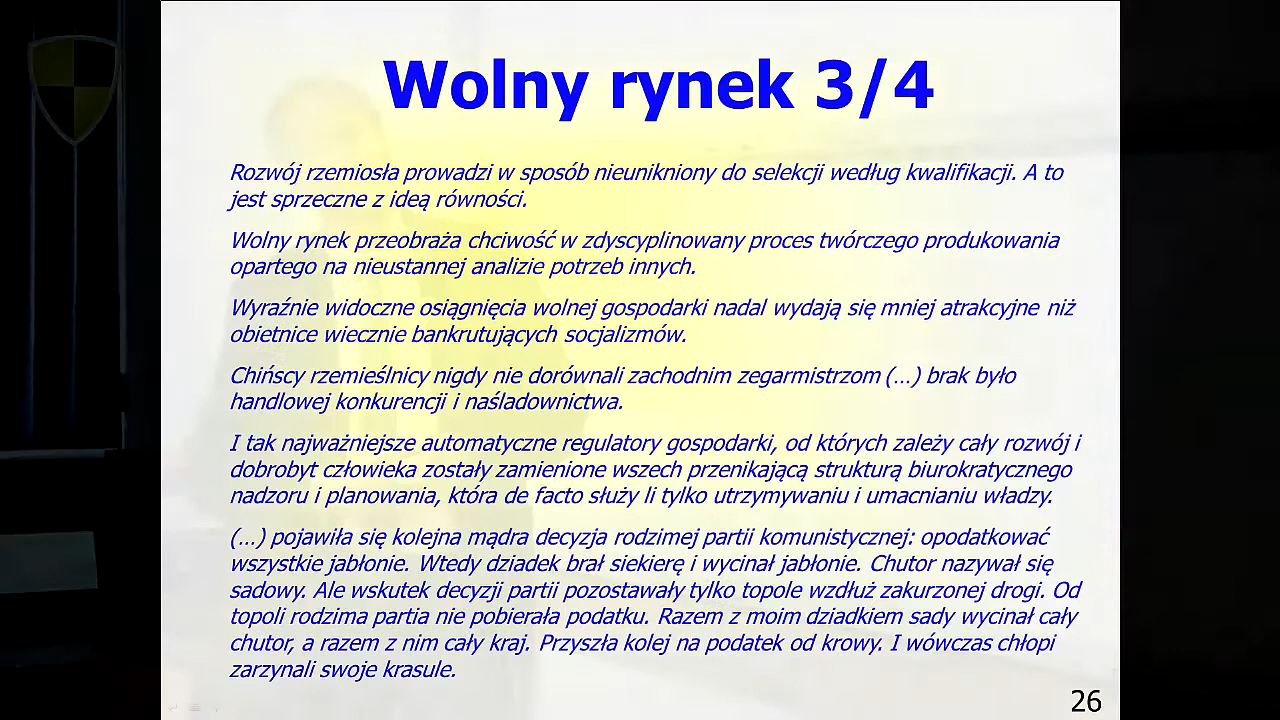 Wolny rynek 3/4
Rozwój rzemiosła prowadzi w sposób nieunikniony do selekcji według kwalifikacji. A to
jest sprzeczne z ideą równości.
Wolny rynek przeobraża chciwość w zdyscyplinowany proces twórczego produkowania
opartego na nieustannej analizie potrzeb innych.
Wyraźnie widoczne osiągnięcia wolnej gospodarki nadal wydają się mniej atrakcyjne niż
obietnice wiecznie bankrutujących socjalizmów.
Chińscy rzemieślnicy nigdy nie dorównali zachodnim zegarmistrzom (…) brak było
handlowej konkurencji i naśladownictwa.
I tak najważniejsze automatyczne regulatory gospodarki, od których zależy cały rozwój i
dobrobyt człowieka zostały zamienione wszech przenikającą strukturą biurokratycznego
nadzoru i planowania, która de facto służy li tylko utrzymywaniu i umacnianiu władzy.
(…) pojawiła się kolejna mądra decyzja rodzimej partii komunistycznej: opodatkować
wszystkie jabłonie. Wtedy dziadek brał siekierę i wycinał jabłonie. Chutor nazywał się
sadowy. Ale wskutek decyzji partii pozostawały tylko topole wzdłuż zakurzonej drogi. Od
topoli rodzima partia nie pobierała podatku. Razem z moim dziadkiem sady wycinał cały
chutor, a razem z nim cały kraj. Przyszła kolej na podatek od krowy. I wówczas chłopi
zarzynali swoje krasule.
26